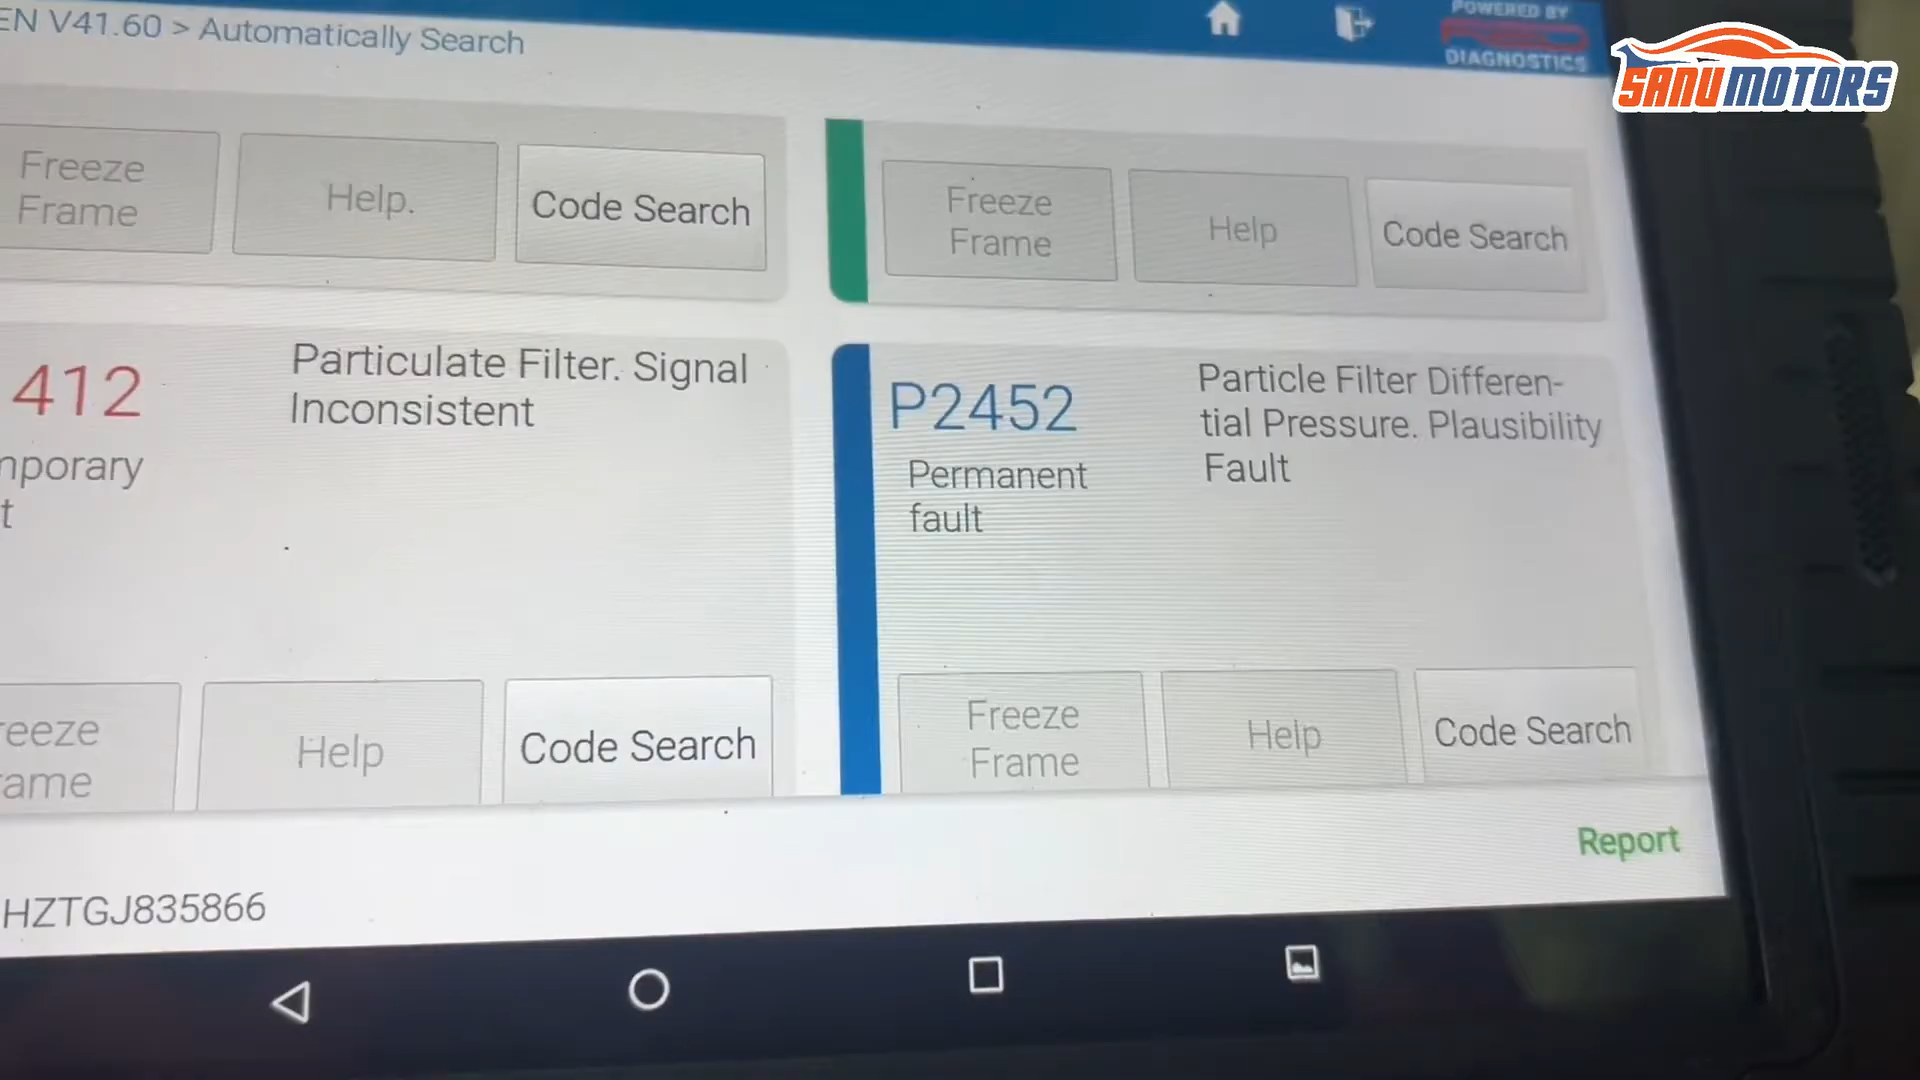 EN V41.60 > Automatically Search
POWERED BY
DIAGNOSTICS
SANUMOTORS
Freeze
Frame
Help.
Code Search
Freeze
Frame
Help
Code Search
412
mporary
t
Particulate Filter. Signal
Inconsistent
P2452
Permanent
fault
Particle Filter Differen-
tial Pressure. Plausibility
Fault
reeze
ame
Help
Code Search
Freeze
Frame
Help
Code Search
Report
HZTGJ835866